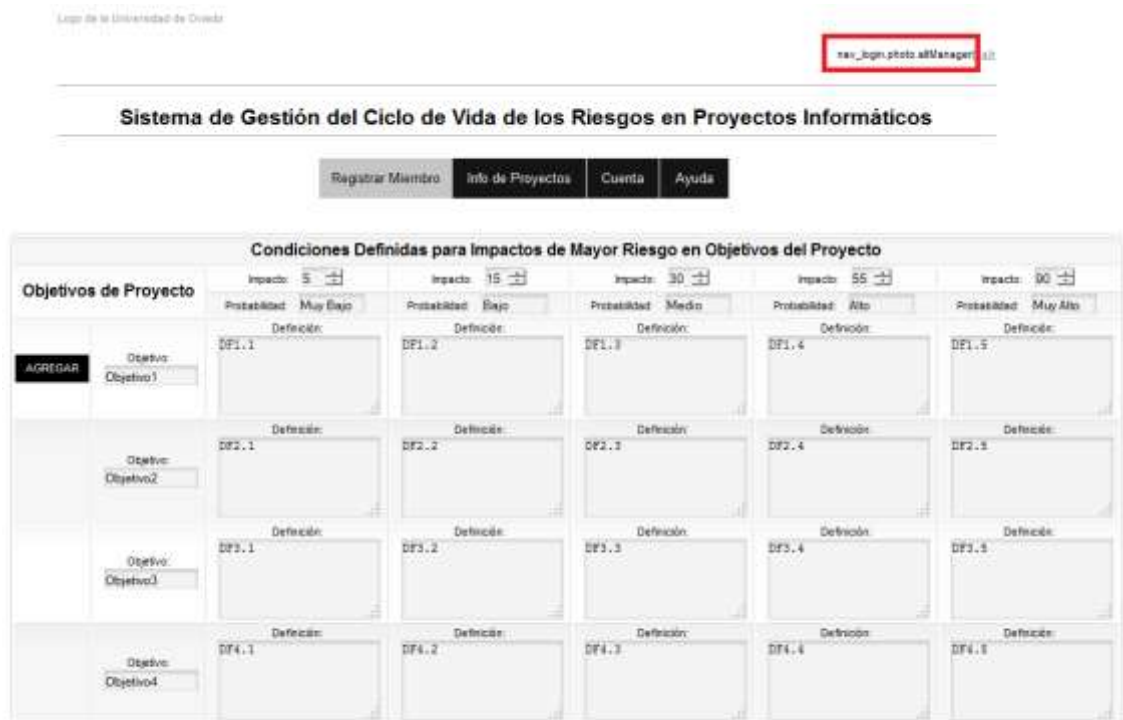 Logo de la Universidad de Oviedo
nav_login.photo.altManager
Sistema de Gestión del Ciclo de Vida de los Riesgos en Proyectos Informáticos
Registrar Miembro Info de Proyectos Cuenta Ayuda
Condiciones Definidas para Impactos de Mayor Riesgo en Objetivos del Proyecto
Objetivos de Proyecto
Impacto: 5 Impacto: 15 Impacto: 30 Impacto: 55 Impacto: 90
Probabilidad: Muy Bajo Probabilidad: Bajo Probabilidad: Medio Probabilidad: Alto Probabilidad: Muy Alto
Definición: Definición: Definición: Definición: Definición:
DF1.1 DF1.2 DF1.3 DF1.4 DF1.5
AGREGAR
Objetivo:
Objetivo1
Definición: Definición: Definición: Definición: Definición:
DF2.1 DF2.2 DF2.3 DF2.4 DF2.5
Objetivo:
Objetivo2
Definición: Definición: Definición: Definición: Definición:
DF3.1 DF3.2 DF3.3 DF3.4 DF3.5
Objetivo:
Objetivo3
Definición: Definición: Definición: Definición: Definición:
DF4.1 DF4.2 DF4.3 DF4.4
Objetivo:
Objetivo4